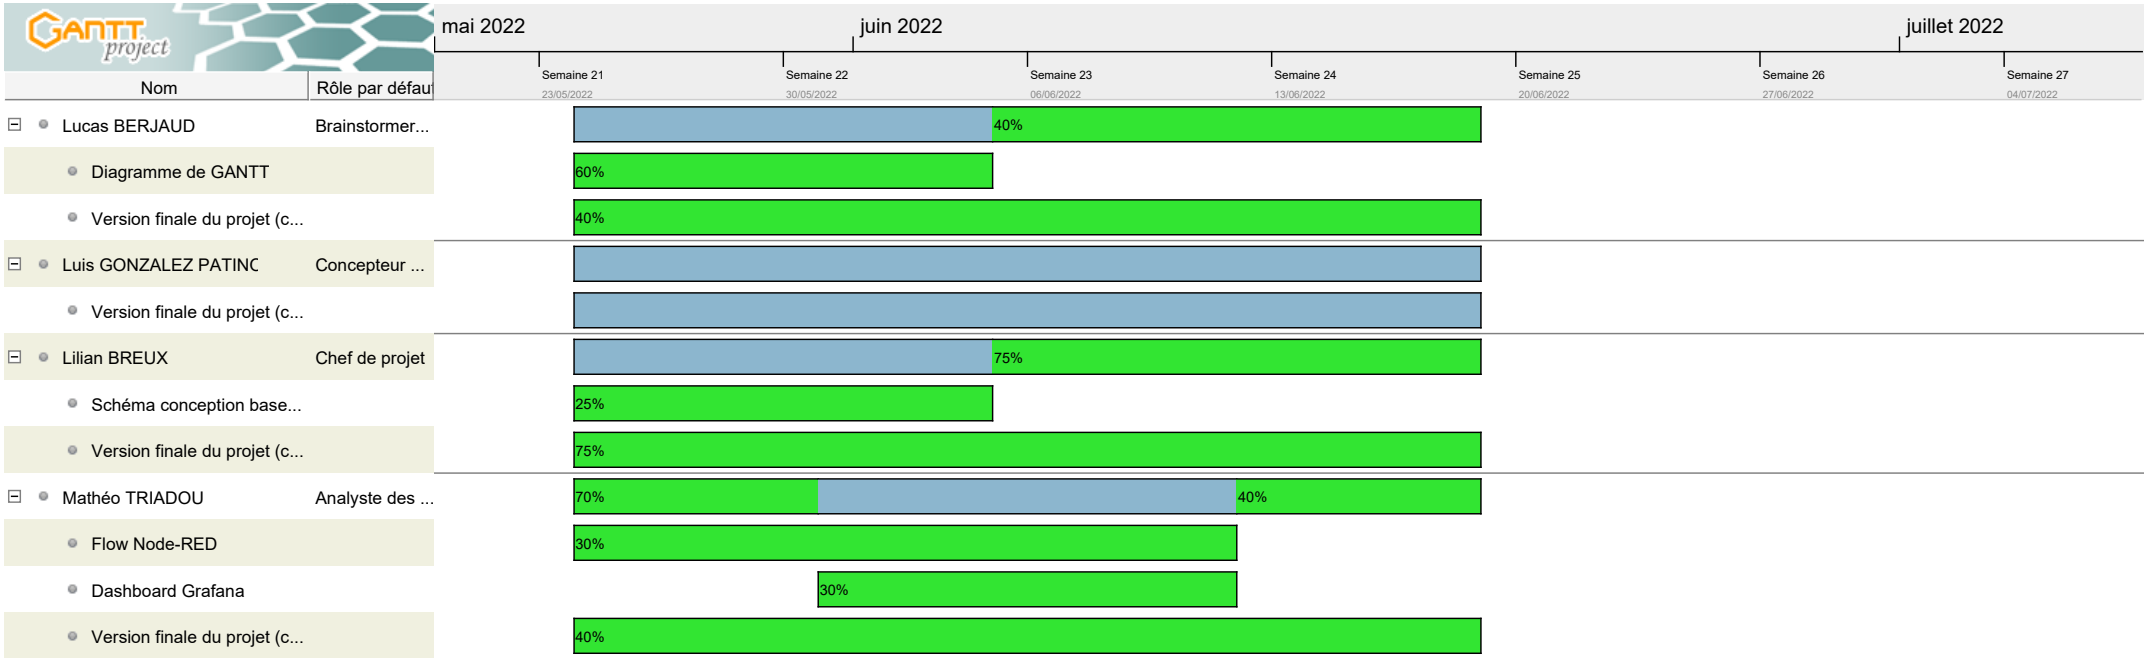 GANTT
project
mai 2022
juin 2022
juillet 2022
Nom
Rôle par défau
Semaine 21
Semaine 22
Semaine 23
Semaine 24
Semaine 25
Semaine 26
Semaine 27
23/05/2022
30/05/2022
06/06/2022
13/06/2022
20/06/2022
27/06/2022
04/07/2022
Lucas BERJAUD
Brainstormer...
40%
Diagramme de GANTT
60%
Version finale du projet (c...
40%
Luis GONZALEZ PATINO
Concepteur ...
Version finale du projet (c...
Lilian BREUX
Chef de projet
75%
Schéma conception base...
25%
Version finale du projet (c...
75%
Mathéo TRIADOU
Analyste des ...
70%
40%
Flow Node-RED
30%
Dashboard Grafana
30%
Version finale du projet (c...
40%